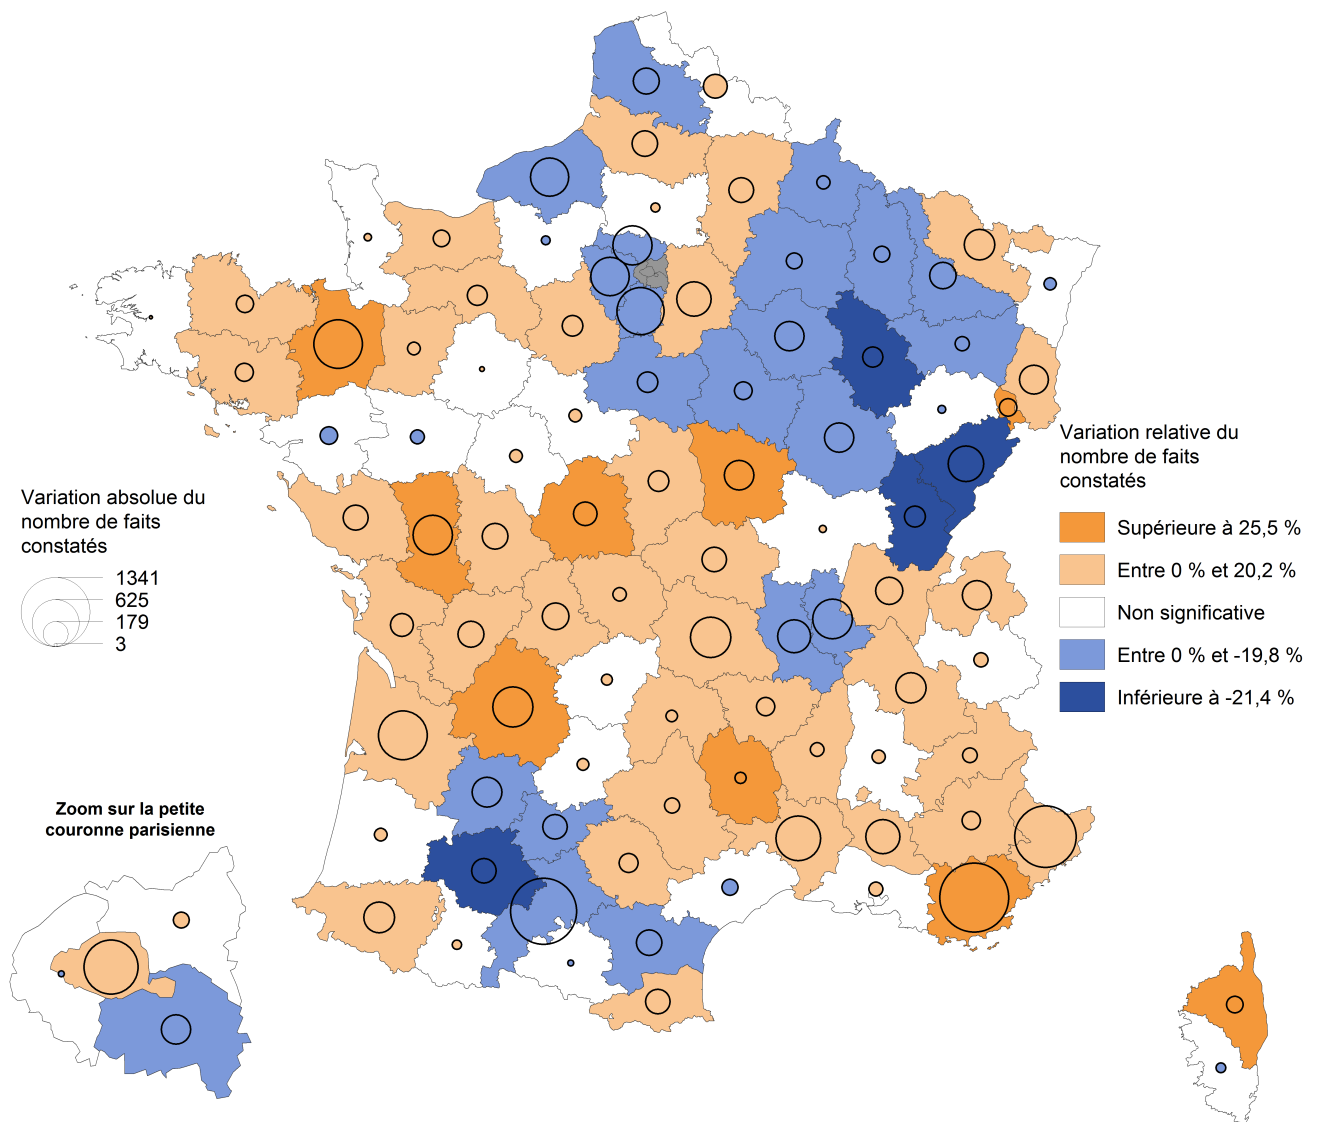 Variation absolue du
nombre de faits
constatés
1341
625
179
3
Zoom sur la petite
couronne parisienne
Variation relative du
nombre de faits
constatés
Supérieure à 25,5 %
Entre 0 % et 20,2 %
Non significative
Entre 0 % et -19,8 %
Inférieure à -21,4 %